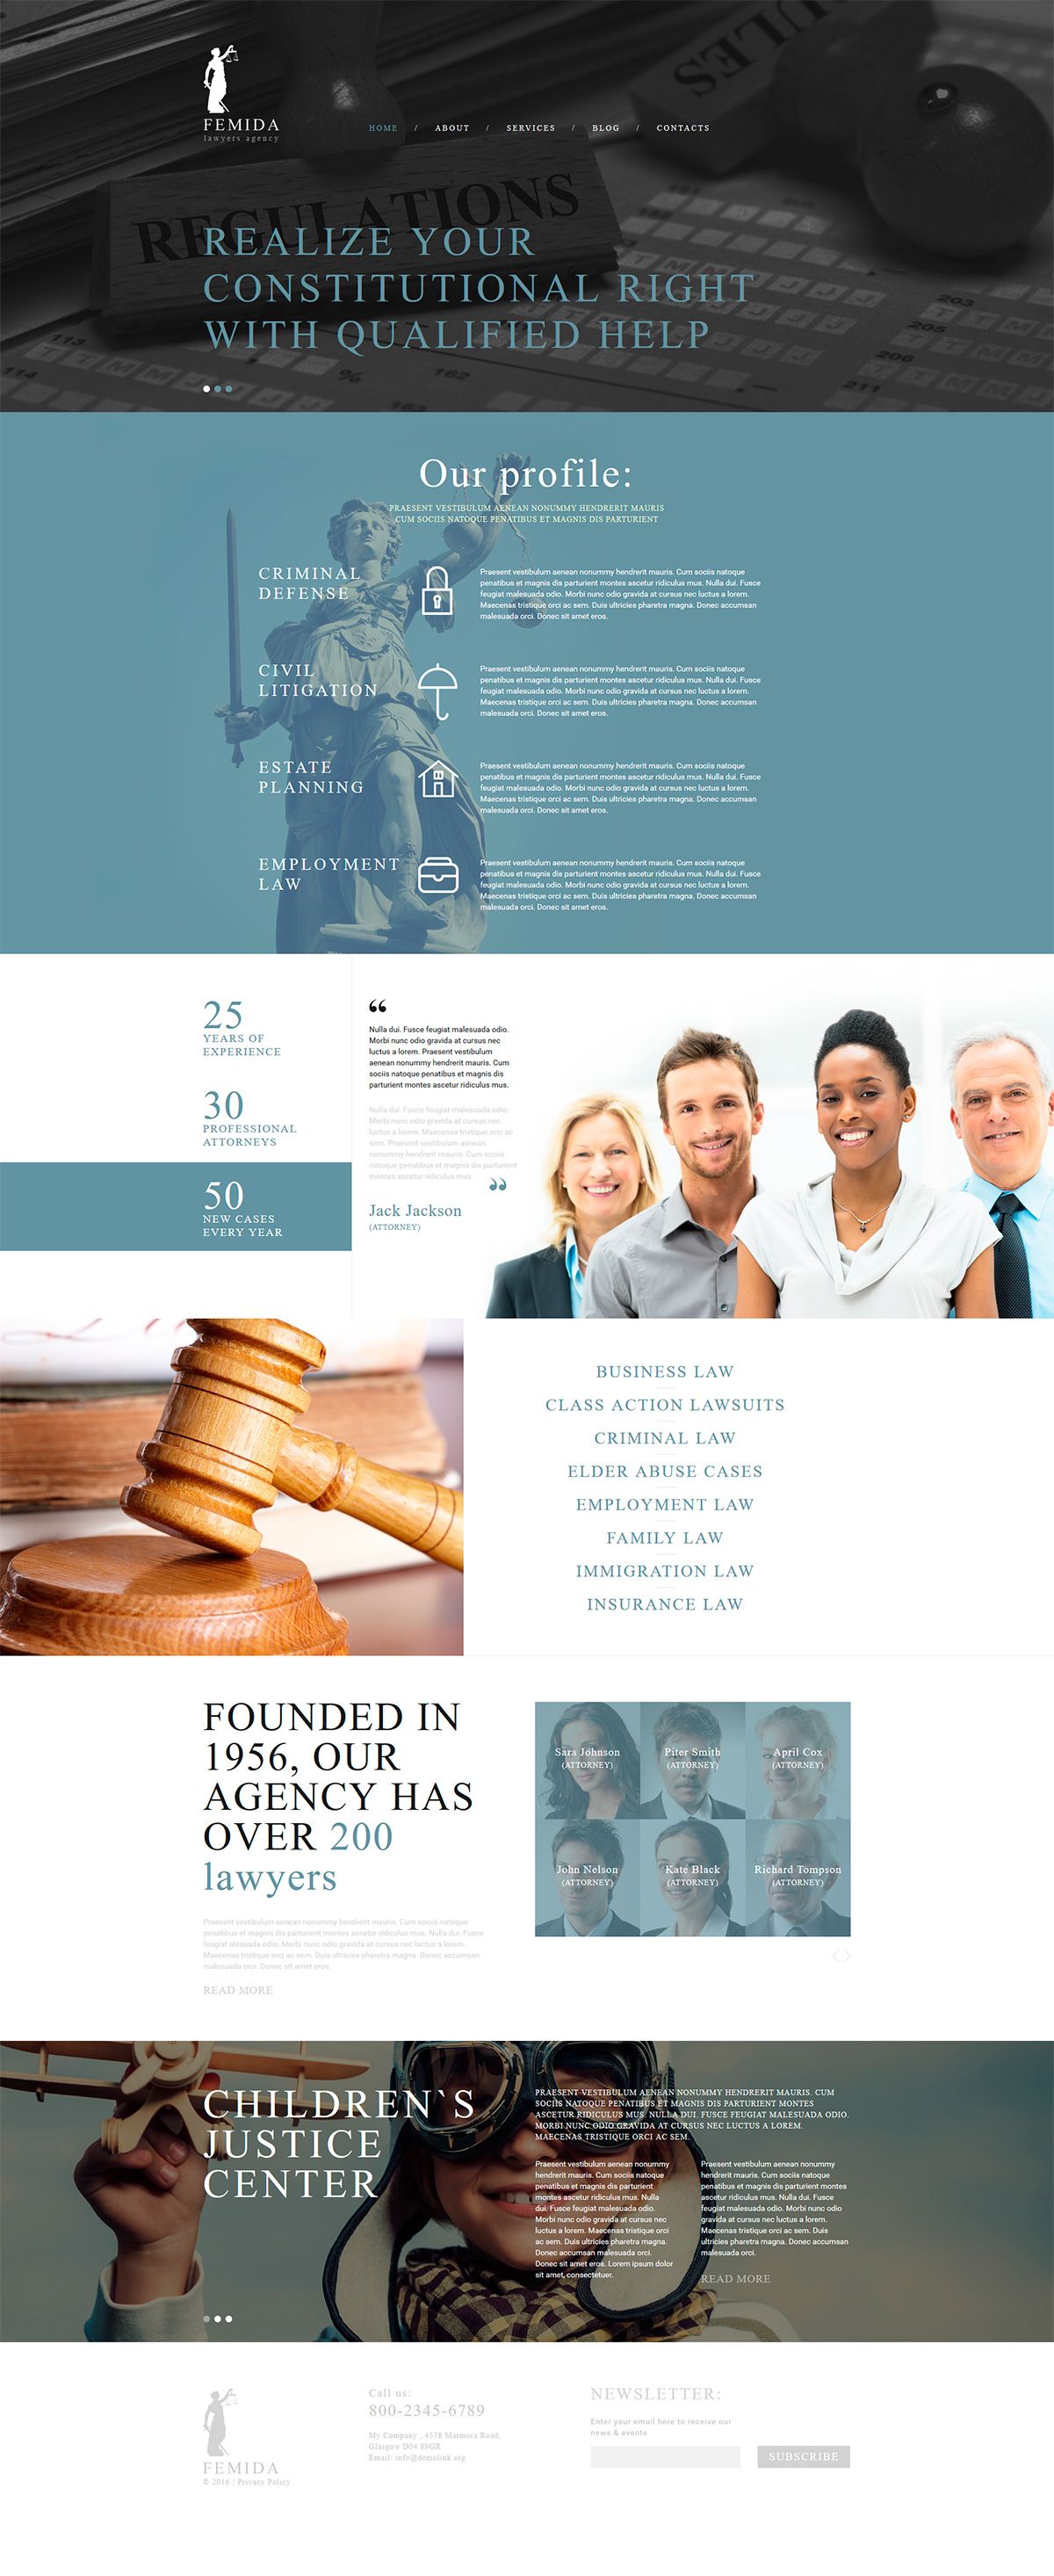 RULES
FEMIDA
lawyers agency
HOME / ABOUT / SERVICES / BLOG / CONTACTS
REGULATIONS
REALIZE YOUR
CONSTITUTIONAL RIGHT
WITH QUALIFIED HELP
203
205
206
211
114
113
%
162
163
Our profile:
PRAESENT VESTIBULUM AENEAN NONUMMY HENDRERIT MAURIS
CUM SOCIIS NATOQUE PENATIBUS ET MAGNIS DIS PARTURIENT
CRIMINAL
DEFENSE
Praesent vestibulum aenean nonummy hendrerit mauris. Cum sociis natoque
penatibus et magnis dis parturient montes ascetur ridiculus mus. Nulla dui. Fusce
feugiat malesuada odio. Morbi nunc odio gravida at cursus nec luctus a lorem.
Maecenas tristique orci ac sem. Duis ultricies pharetra magna. Donec accumsan
malesuada orci. Donec sit amet eros.
CIVIL
LITIGATION
Praesent vestibulum aenean nonummy hendrerit mauris. Cum sociis natoque
penatibus et magnis dis parturient montes ascetur ridiculus mus. Nulla dui. Fusce
feugiat malesuada odio. Morbi nunc odio gravida at cursus nec luctus a lorem.
Maecenas tristique orci ac sem. Duis ultricies pharetra magna. Donec accumsan
malesuada orci. Donec sit amet eros.
ESTATE
PLANNING
Praesent vestibulum aenean nonummy hendrerit mauris. Cum sociis natoque
penatibus et magnis dis parturient montes ascetur ridiculus mus. Nulla dui. Fusce
feugiat malesuada odio. Morbi nunc odio gravida at cursus nec luctus a lorem.
Maecenas tristique orci ac sem. Duis ultricies pharetra magna. Donec accumsan
malesuada orci. Donec sit amet eros.
EMPLOYMENT
LAW
Praesent vestibulum aenean nonummy hendrerit mauris. Cum sociis natoque
penatibus et magnis dis parturient montes ascetur ridiculus mus. Nulla dui. Fusce
feugiat malesuada odio. Morbi nunc odio gravida at cursus nec luctus a lorem.
Maecenas tristique orci ac sem. Duis ultricies pharetra magna. Donec accumsan
malesuada orci. Donec sit amet eros.
25
YEARS OF
EXPERIENCE
30
PROFESSIONAL
ATTORNEYS
50
NEW CASES
EVERY YEAR
“
Nulla dui. Fusce feugiat malesuada odio.
Morbi nunc odio gravida at cursus nec
luctus a lorem. Praesent vestibulum
aenean nonummy hendrerit mauris. Cum
sociis natoque penatibus et magnis dis
parturient montes ascetur ridiculus mus.
Nulla dui. Fusce feugiat malesuada odio.
Morbi nunc odio gravida at cursus nec
luctus a lorem. Maecenas tristique orci ac
sem. Praesent vestibulum aenean
nonummy hendrerit mauris. Cum sociis
natoque penatibus et magnis dis parturient
montes ascetur ridiculus mus. ”
Jack Jackson
(ATTORNEY)
BUSINESS LAW
CLASS ACTION LAWSUITS
CRIMINAL LAW
ELDER ABUSE CASES
EMPLOYMENT LAW
FAMILY LAW
IMMIGRATION LAW
INSURANCE LAW
FOUNDED IN
1956, OUR
AGENCY HAS
OVER 200
lawyers
Praesent vestibulum aenean nonummy hendrerit mauris. Cum sociis natoque
penatibus et magnis dis parturient montes ascetur ridiculus mus. Nulla dui. Fusce
feugiat alesuada odio. Morbi nunc odio gravida at cursus nec luctus a lorem.
Maecenas tristique orci ac sem. Duis ultricies pharetra magna. Donec accumsan
malesuada orci. Donec sit amet eros.
READ MORE
Sara Johnson
(ATTORNEY)
Piter Smith
(ATTORNEY)
April Cox
(ATTORNEY)
John Nelson
(ATTORNEY)
Kate Black
(ATTORNEY)
Richard Tompson
(ATTORNEY)
CHILDREN`S
JUSTICE
CENTER
PRAESENT VESTIBULUM AENEAN NONUMMY HENDRERIT MAURIS. CUM
SOCIIS NATOQUE PENATIBUS ET MAGNIS DIS PARTURIENT MONTES
ASCETUR RIDICULUS MUS. NULLA DUI. FUSCE FEUGIAT MALESUADA ODIO.
MORBI NUNC ODIO GRAVIDA AT CURSUS NEC LUCTUS A LOREM.
MAECENAS TRISTIQUE ORCI AC SEM.
Praesent vestibulum aenean nonummy
hendrerit mauris. Cum sociis natoque
penatibus et magnis dis parturient
montes ascetur ridiculus mus. Nulla
dui. Fusce feugiat malesuada odio.
Morbi nunc odio gravida at cursus nec
luctus a lorem. Maecenas tristique orci
ac sem. Duis ultricies pharetra magna.
Donec accumsan malesuada orci.
Donec sit amet eros. Lorem ipsum dolor
sit amet, consectetuer.
Praesent vestibulum aenean nonummy
hendrerit mauris. Cum sociis natoque
penatibus et magnis dis parturient montes
ascetur ridiculus mus. Nulla dui. Fusce
feugiat malesuada odio. Morbi nunc odio
gravida at cursus nec luctus a lorem.
Maecenas tristique orci ac sem. Duis
ultricies pharetra magna. Donec accumsan
malesuada orci.
READ MORE
FEMIDA
© 2016 | Privacy Policy
Call us:
800-2345-6789
My Company , 4578 Marmora Road,
Glasgow D04 89GR
Email: info@demolink.org
NEWSLETTER:
Enter your email here to receive our
news & events
SUBSCRIBE